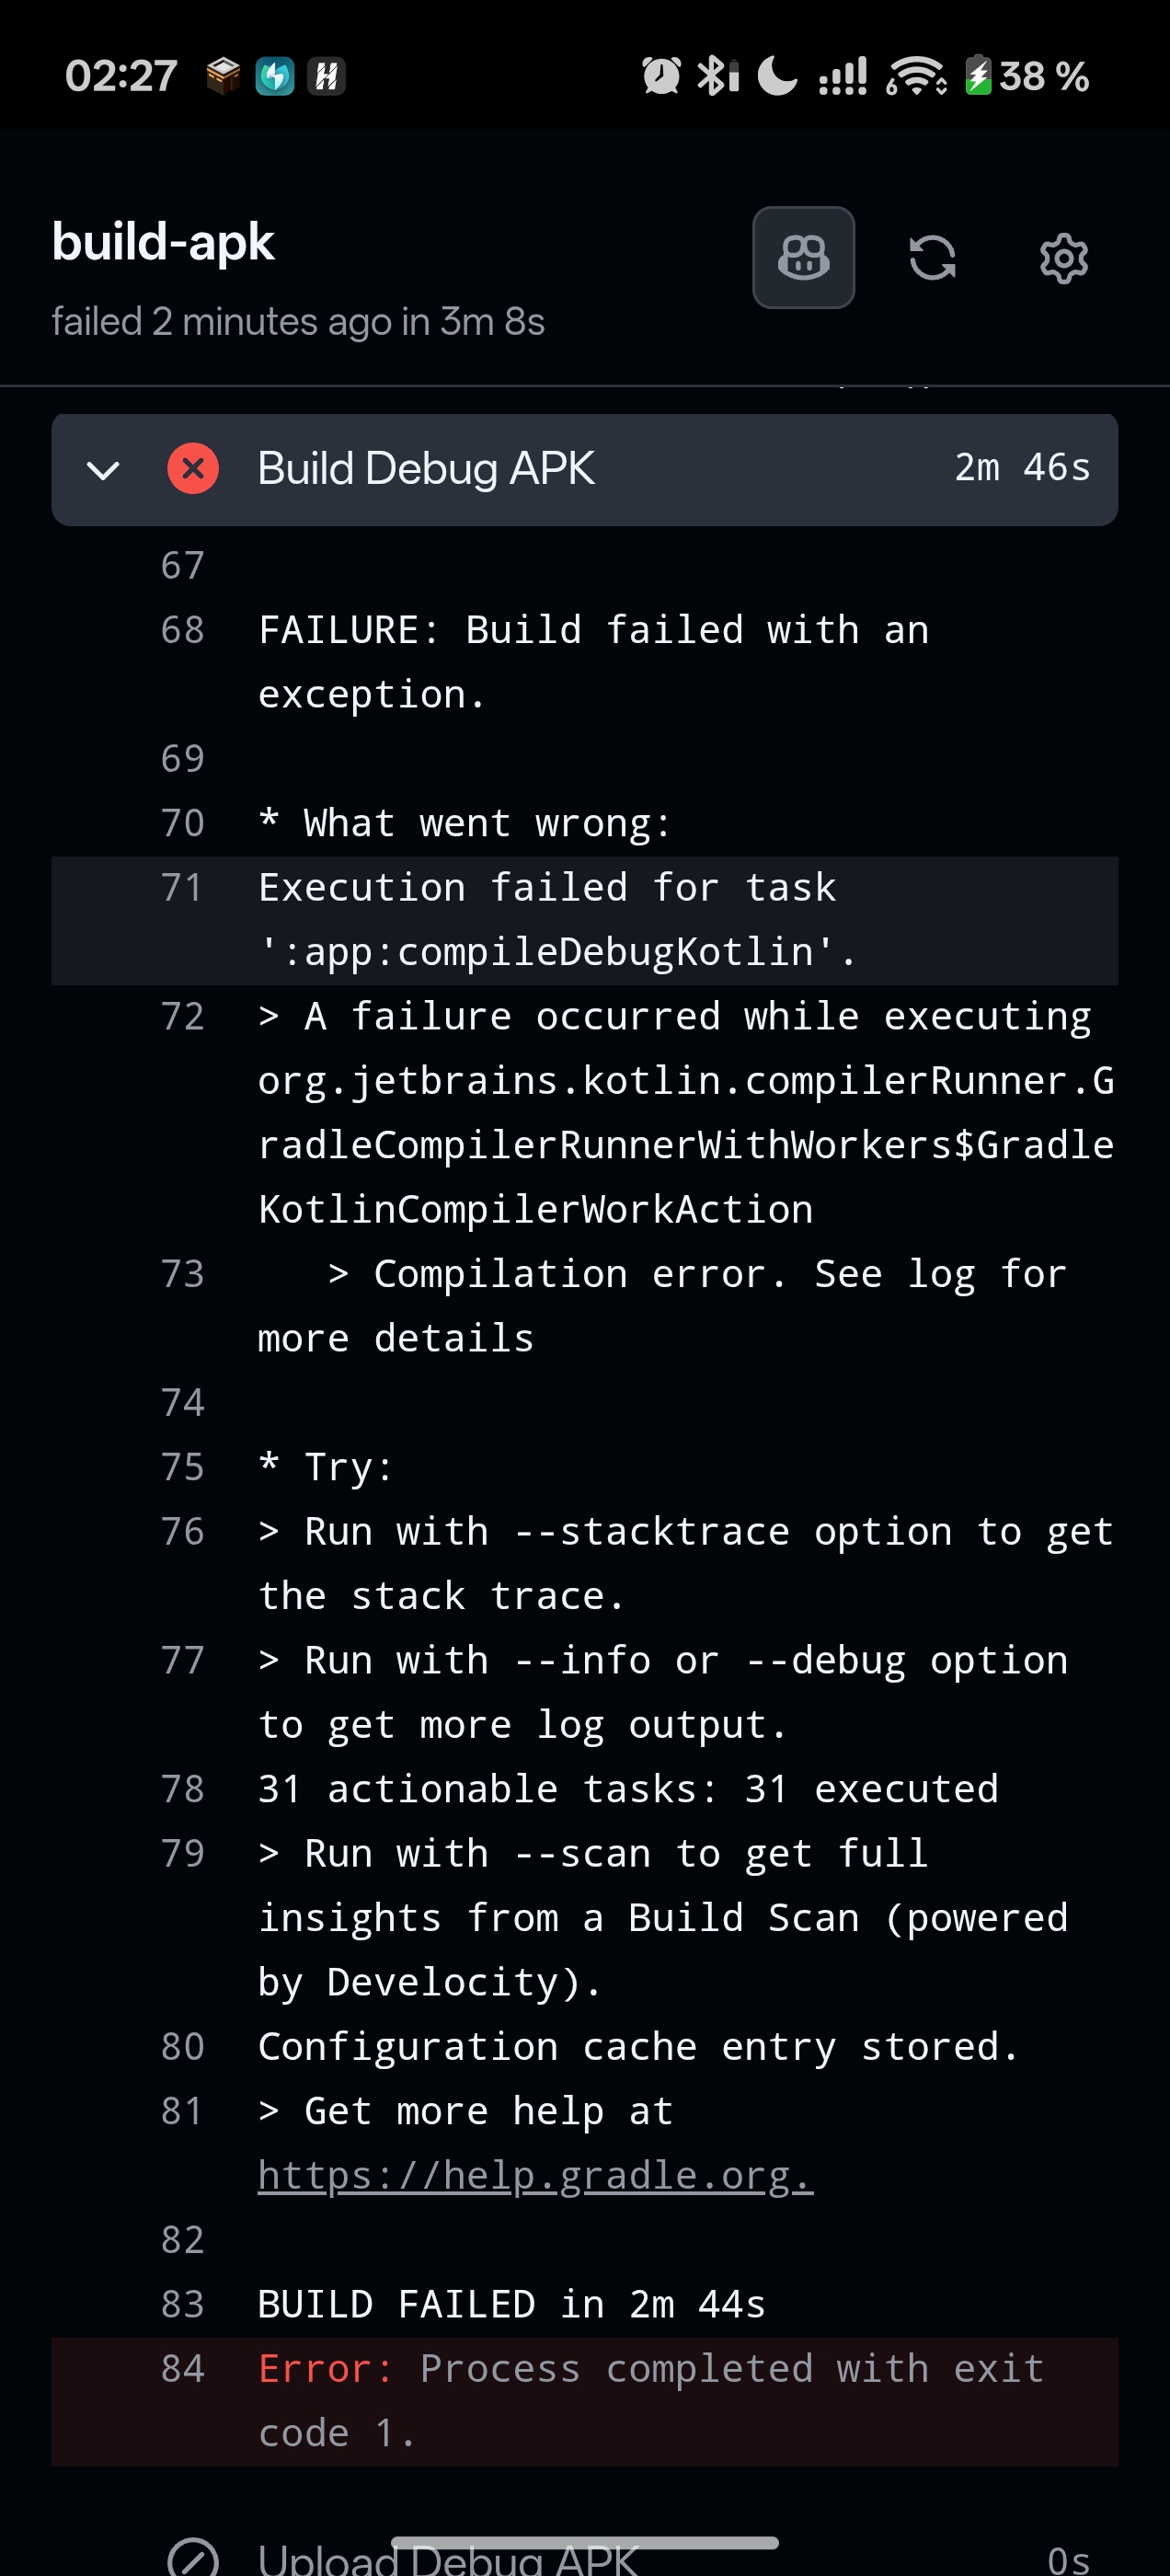 02:27
6
38 %
build-apk
failed 2 minutes ago in 3m 8s
Build Debug APK 2m 46s
67
68 FAILURE: Build failed with an
exception.
69
70 * What went wrong:
71 Execution failed for task
':app:compileDebugKotlin'.
72 > A failure occurred while executing
org.jetbrains.kotlin.compilerRunner.G
radleCompilerRunnerWithWorkers$Gradle
KotlinCompilerWorkAction
73 > Compilation error. See log for
more details
74
75 * Try:
76 > Run with --stacktrace option to get
the stack trace.
77 > Run with --info or --debug option
to get more log output.
78 31 actionable tasks: 31 executed
79 > Run with --scan to get full
insights from a Build Scan (powered
by Develocity).
80 Configuration cache entry stored.
81 > Get more help at
https://help.gradle.org.
82
83 BUILD FAILED in 2m 44s
84 Error: Process completed with exit
code 1.
Upload Debug APK 0s